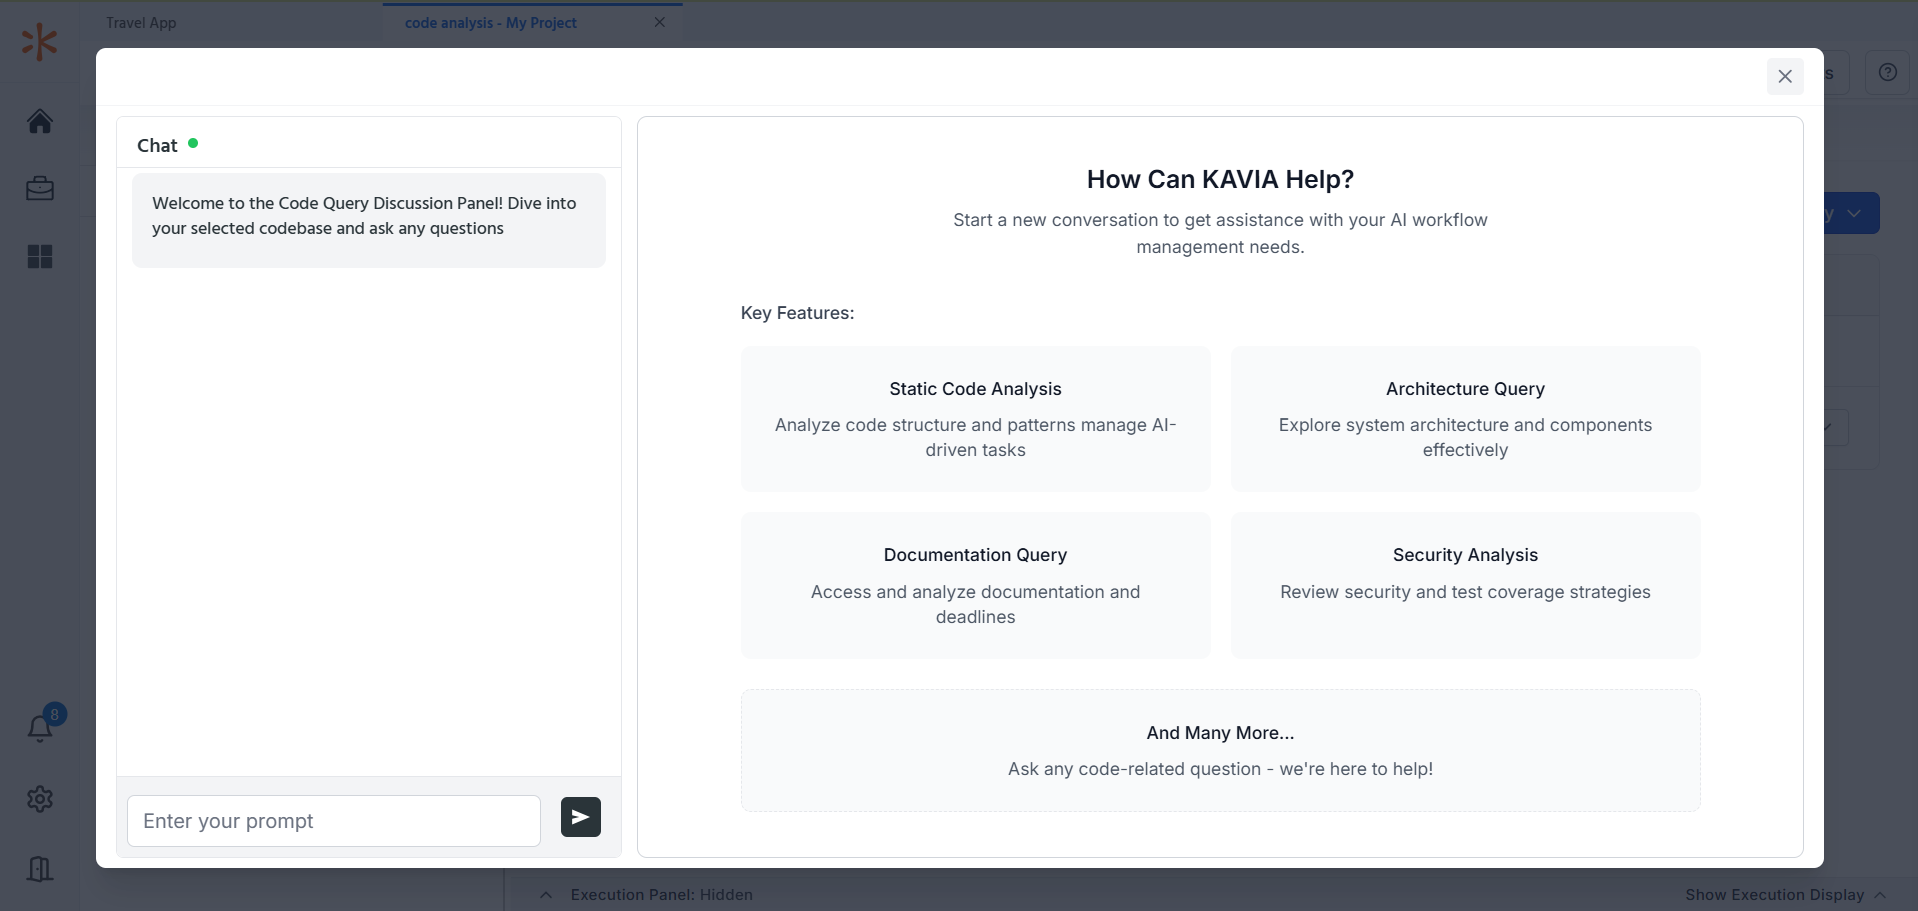 Travel App
code analysis - My Project
Chat
Welcome to the Code Query Discussion Panel! Dive into
your selected codebase and ask any questions
Enter your prompt
How Can KAVIA Help?
Start a new conversation to get assistance with your AI workflow
management needs.
Key Features:
Static Code Analysis
Analyze code structure and patterns manage AI-
driven tasks
Architecture Query
Explore system architecture and components
effectively
Documentation Query
Access and analyze documentation and
deadlines
Security Analysis
Review security and test coverage strategies
And Many More...
Ask any code-related question - we're here to help!
8
Execution Panel: Hidden
Show Execution Display